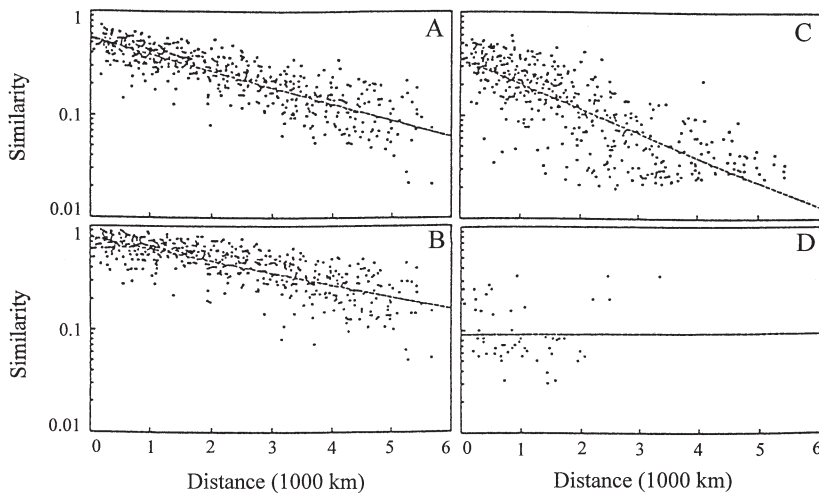 1
A
C
Similarity
0.1
0.01
1
B
D
Similarity
0.1
0.01
0 1 2 3 4 5 6
0 1 2 3 4 5 6
Distance (1000 km)
Distance (1000 km)